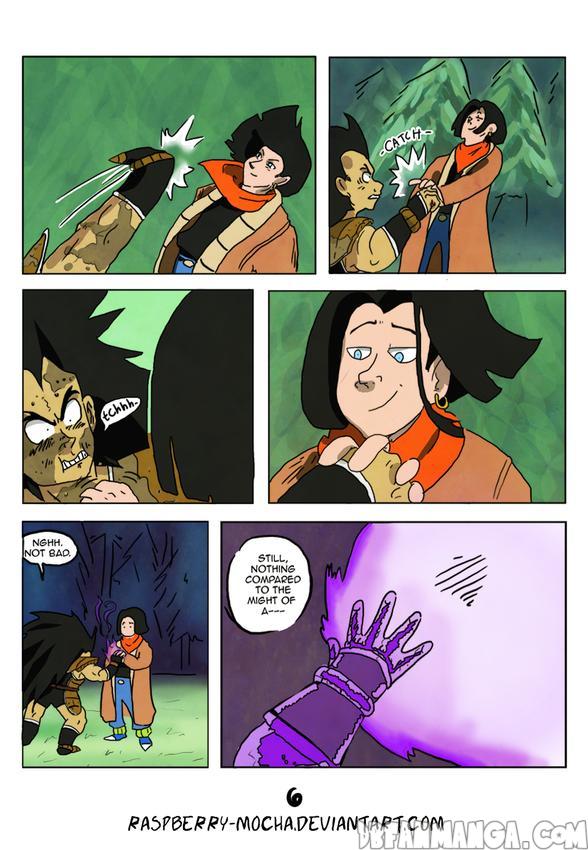 -CATCH-
tchhh.
NGHH.
NOT BAD.
STILL,
NOTHING
COMPARED
TO THE
MIGHT OF
A---
6
RASPBERRY-MOCHA.DEVIANTART.COM
DBFANMANGA.COM